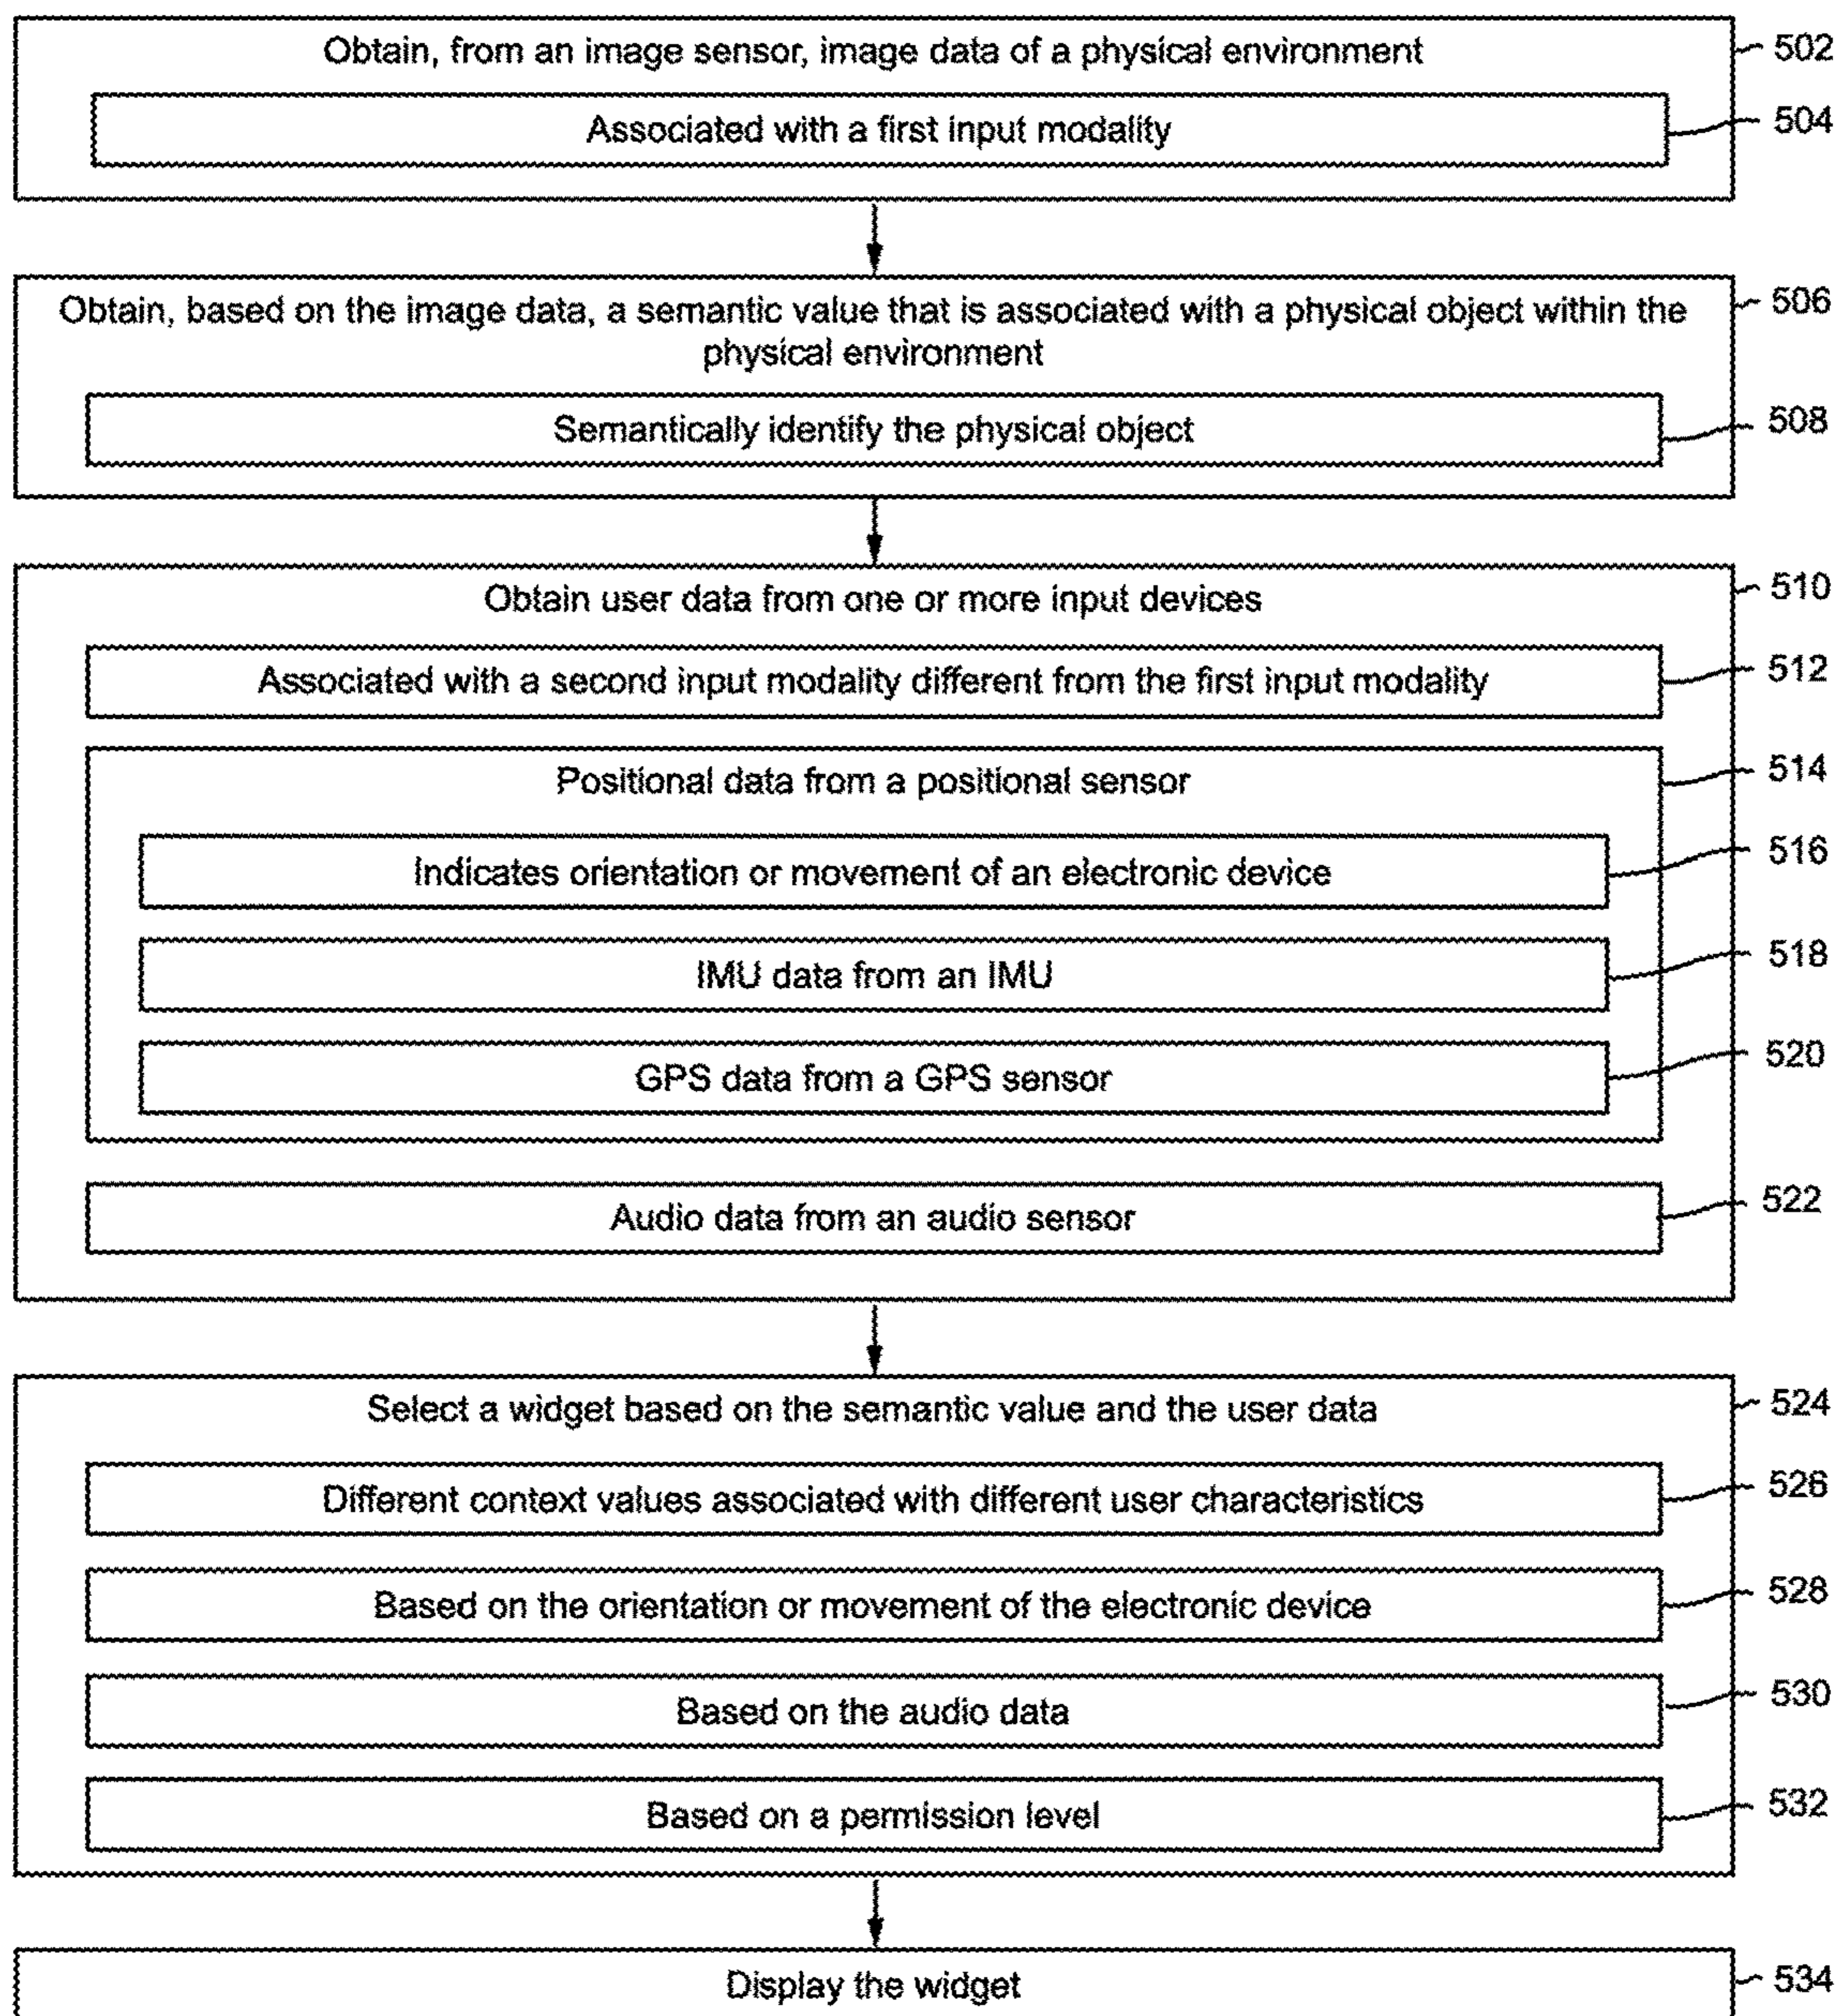 Obtain, from an image sensor, image data of a physical environment
502
Associated with a first input modality
504
Obtain, based on the image data, a semantic value that is associated with a physical object within the
physical environment
506
Semantically identify the physical object
508
Obtain user data from one or more input devices
510
Associated with a second input modality different from the first input modality
512
Positional data from a positional sensor
514
Indicates orientation or movement of an electronic device
516
IMU data from an IMU
518
GPS data from a GPS sensor
520
Audio data from an audio sensor
522
Select a widget based on the semantic value and the user data
524
Different context values associated with different user characteristics
526
Based on the orientation or movement of the electronic device
528
Based on the audio data
530
Based on a permission level
532
Display the widget
534